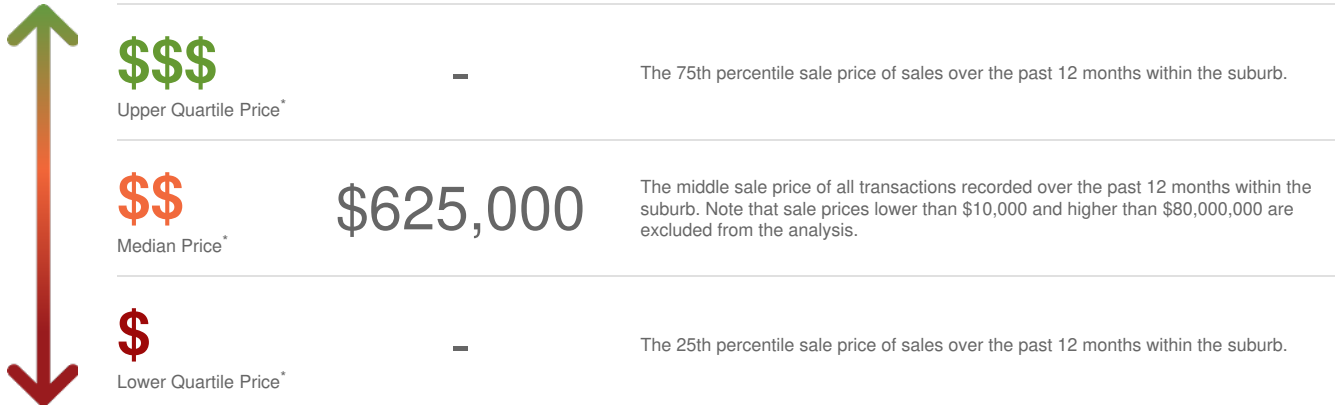 $$$
Upper Quartile Price*
-
The 75th percentile sale price of sales over the past 12 months within the suburb.
$$
Median Price*
$625,000
The middle sale price of all transactions recorded over the past 12 months within the
suburb. Note that sale prices lower than $10,000 and higher than $80,000,000 are
excluded from the analysis.
$
Lower Quartile Price*
-
The 25th percentile sale price of sales over the past 12 months within the suburb.